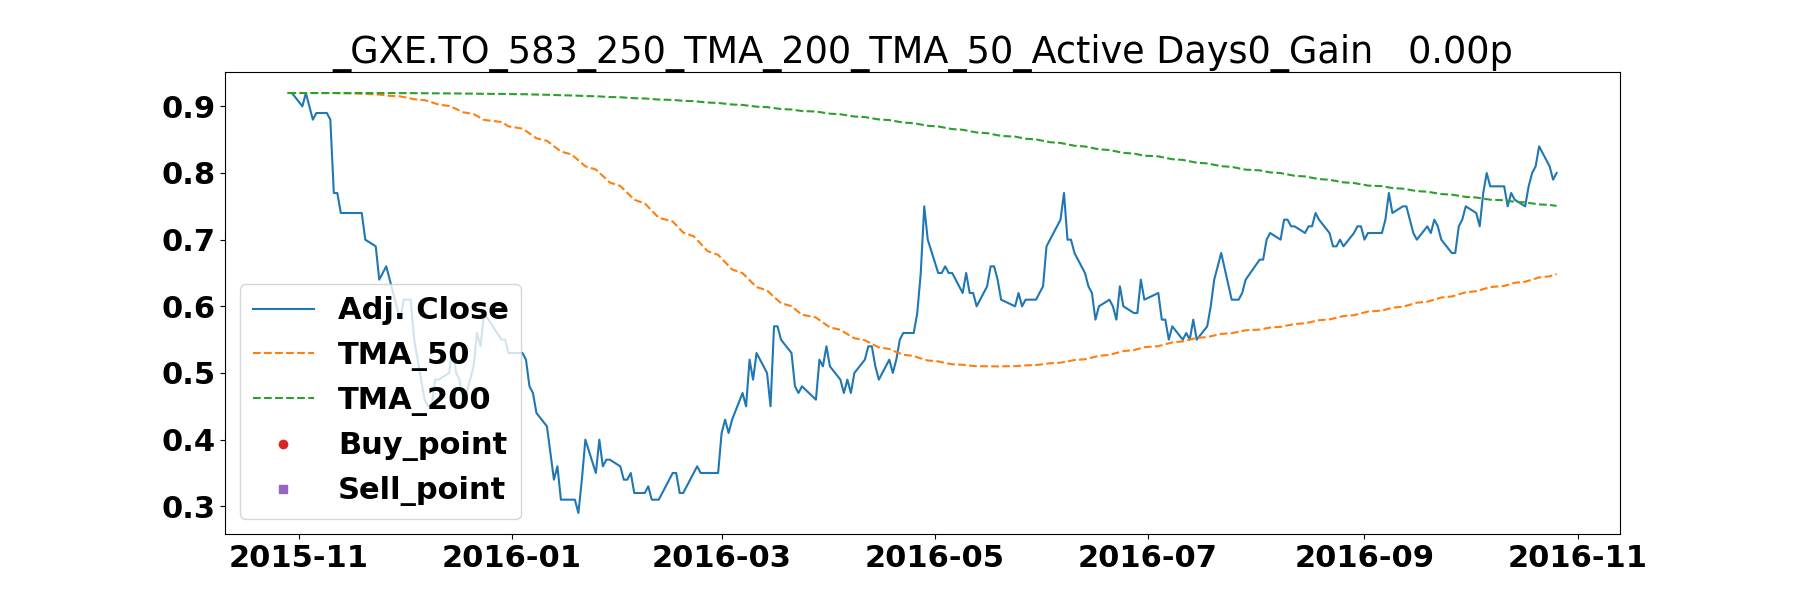 _GXE.TO_583_250_TMA_200_TMA_50_Active Days0_Gain   0.00p
0.9
0.8
0.7
0.6
0.5
0.4
0.3
Adj. Close
TMA_50
TMA_200
Buy_point
Sell_point
2015-11 2016-01 2016-03 2016-05 2016-07 2016-09 2016-11